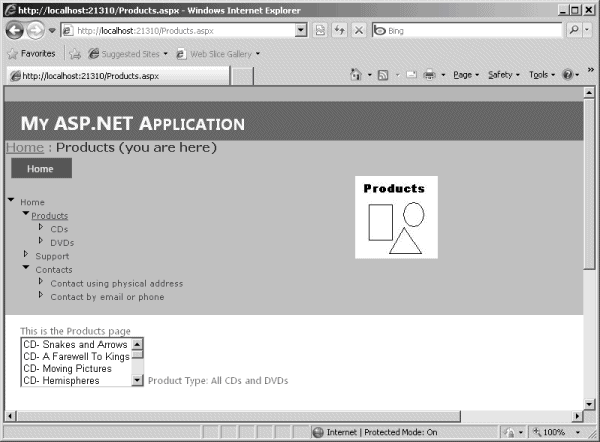 http://localhost:21310/Products.aspx - Windows Internet Explorer
http://localhost:21310/Products.aspx
Bing
Favorites
Suggested Sites
Web Slice Gallery
http://localhost:21310/Products.aspx
Page
Safety
Tools
My ASP.NET Application
Home : Products (you are here)
Home
Products
Home
Products
CDs
DVDs
Support
Contacts
Contact using physical address
Contact by email or phone
This is the Products page
CD- Snakes and Arrows
CD- A Farewell To Kings
CD- Moving Pictures
CD- Hemispheres
Product Type: All CDs and DVDs
Internet | Protected Mode: On
100%